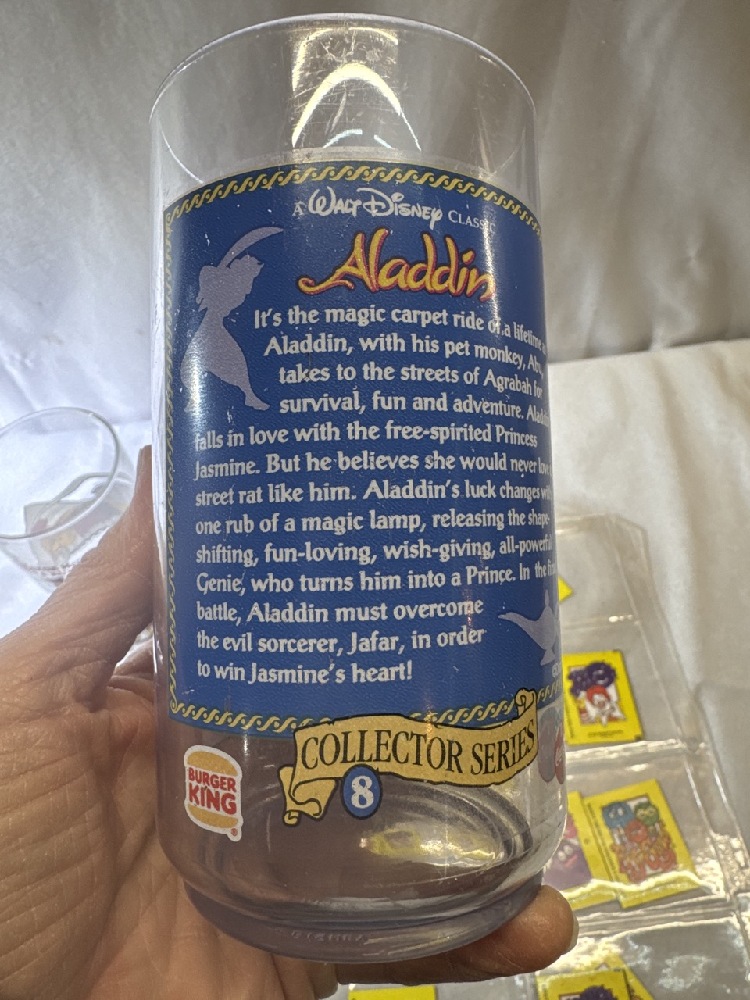 A WALT DISNEY CLASSIC
Aladdin
It's the magic carpet ride of a lifetime
Aladdin, with his pet monkey, Abu,
takes to the streets of Agrabah for
survival, fun and adventure.
falls in love with the free-spirited Princess
Jasmine. But he believes she would never
street rat like him. Aladdin's luck changes
one rub of a magic lamp, releasing the shape-
shifting, fun-loving, wish-giving, all-powerful
Genie, who turns him into a Prince. In the
battle, Aladdin must overcome
the evil sorcerer, Jafar, in order
to win Jasmine's heart!
COLLECTOR SERIES
8
BURGER
KING
®